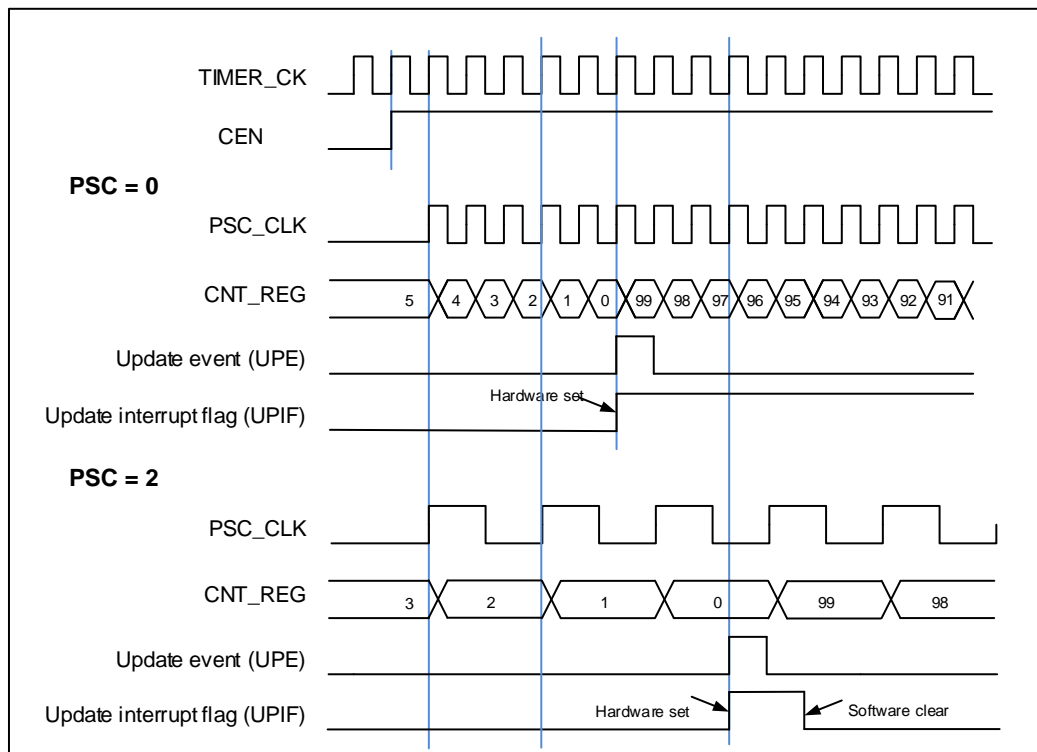 TIMER_CK
CEN
PSC = 0
PSC_CLK
CNT_REG 5 4 3 2 1 0 99 98 97 96 95 94 93 92 91
Update event (UPE)
Hardware set
Update interrupt flag (UPIF)
PSC = 2
PSC_CLK
CNT_REG 3 2 1 0 99 98
Update event (UPE)
Update interrupt flag (UPIF) Hardware set Software clear